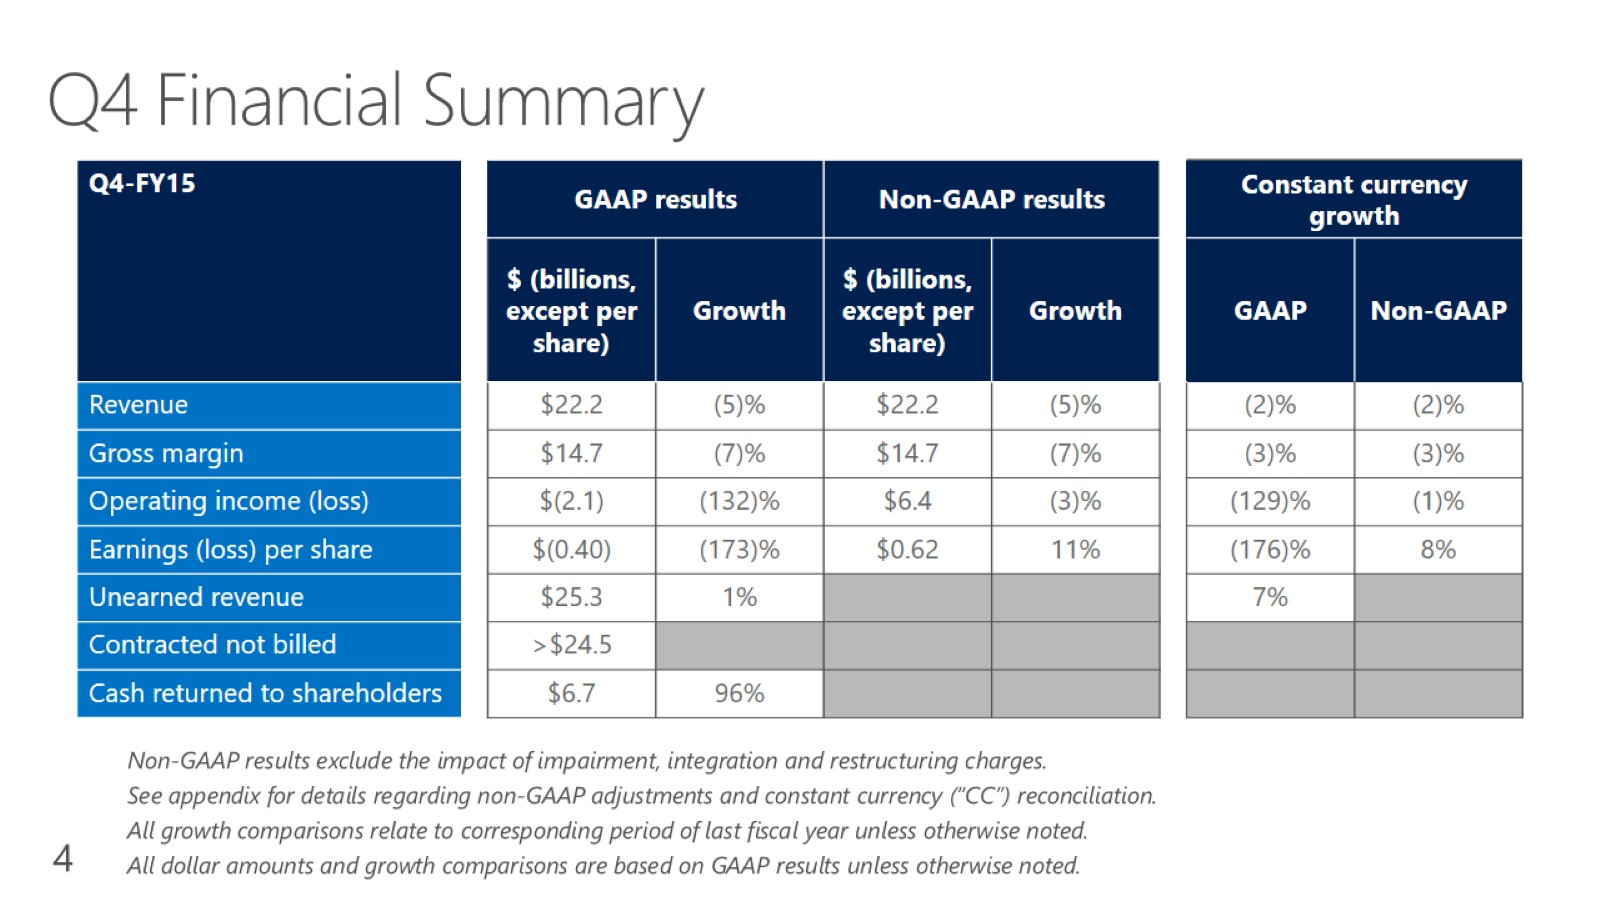 Q4 Financial Summary
Q4-FY15
GAAP results
Non-GAAP results
Constant currency
growth
$ (billions,
except per
share)
Growth
$ (billions,
except per
share)
Growth
GAAP
Non-GAAP
Revenue $22.2 (5)% $22.2 (5)% (2)% (2)%
Gross margin $14.7 (7)% $14.7 (7)% (3)% (3)%
Operating income (loss) $(2.1) (132)% $6.4 (3)% (129)% (1)%
Earnings (loss) per share $(0.40) (173)% $0.62 11% (176)% 8%
Unearned revenue $25.3 1% 7%
Contracted not billed >$24.5
Cash returned to shareholders $6.7 96%
Non-GAAP results exclude the impact of impairment, integration and restructuring charges.
See appendix for details regarding non-GAAP adjustments and constant currency ("CC") reconciliation.
All growth comparisons relate to corresponding period of last fiscal year unless otherwise noted.
All dollar amounts and growth comparisons are based on GAAP results unless otherwise noted.
4